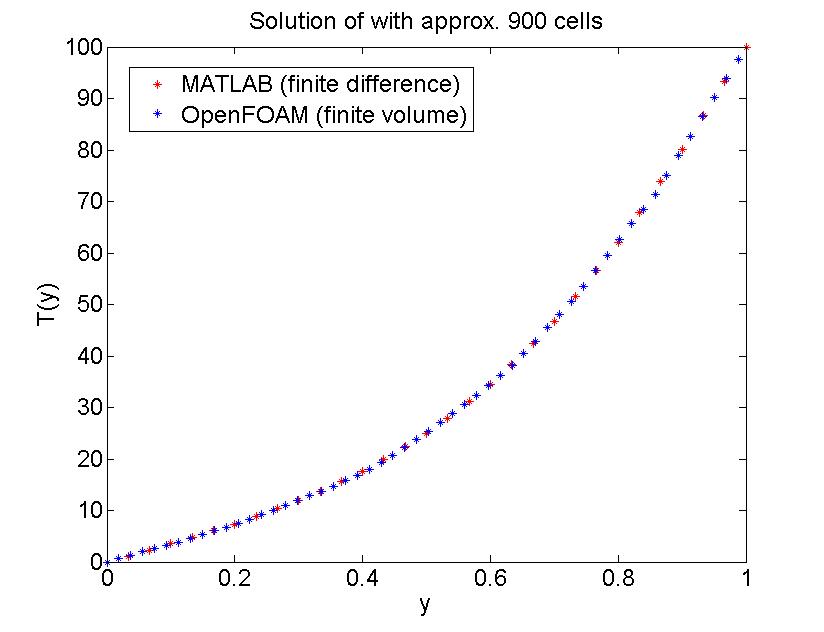 Solution of with approx. 900 cells
100
90
80
70
60
50
40
30
20
10
0
MATLAB (finite difference)
OpenFOAM (finite volume)
T(y)
0 0.2 0.4 0.6 0.8 1
y